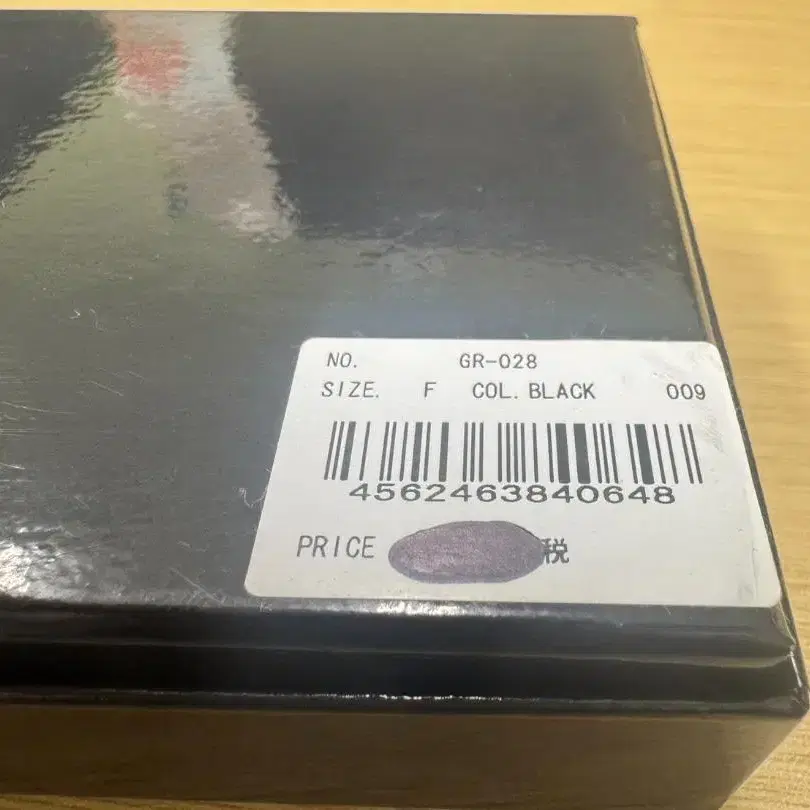 NO. GR-028
SIZE. F COL. BLACK 009
4562463840648
PRICE 税